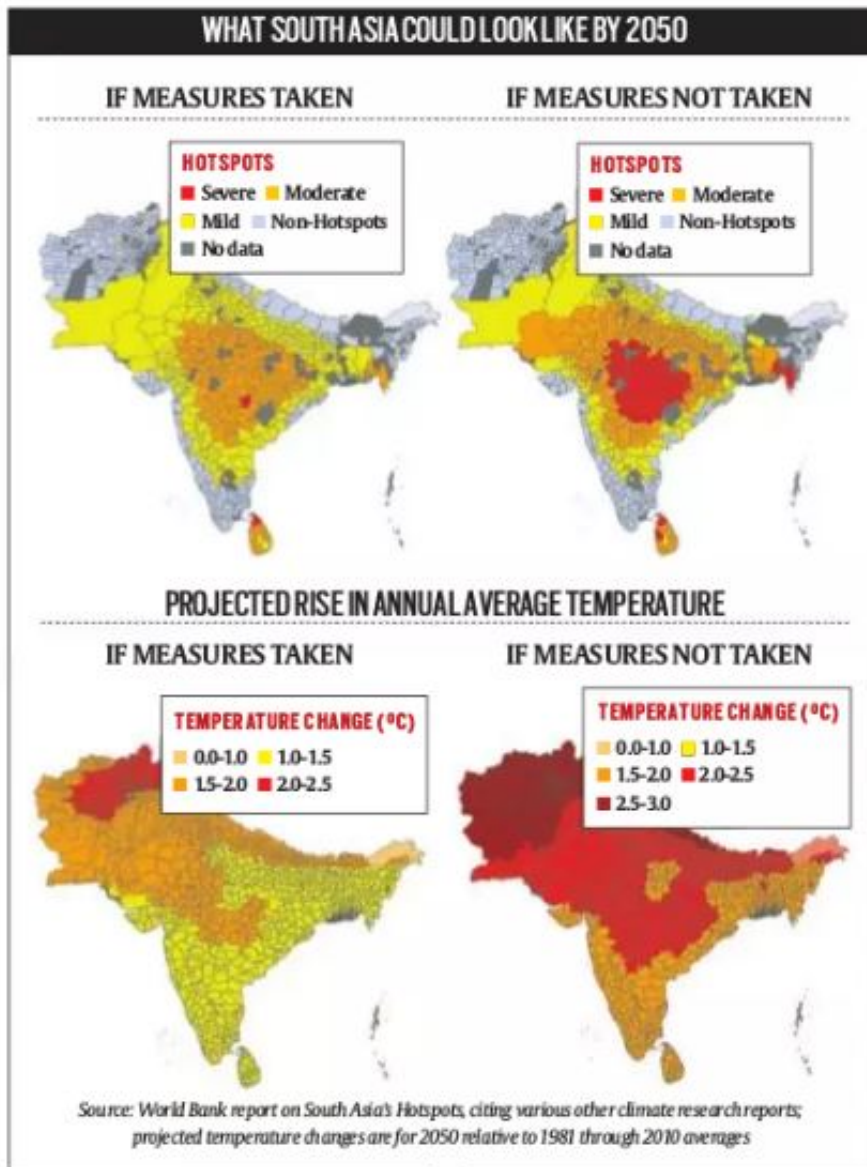 WHAT SOUTH ASIA COULD LOOK LIKE BY 2050
IF MEASURES TAKEN
IF MEASURES NOT TAKEN
HOTSPOTS
Severe Moderate
Mild Non-Hotspots
No data
HOTSPOTS
Severe Moderate
Mild Non-Hotspots
No data
PROJECTED RISE IN ANNUAL AVERAGE TEMPERATURE
IF MEASURES TAKEN
IF MEASURES NOT TAKEN
TEMPERATURE CHANGE (ºC)
0.0-1.0 1.0-1.5
1.5-2.0 2.0-2.5
TEMPERATURE CHANGE (ºC)
0.0-1.0 1.0-1.5
1.5-2.0 2.0-2.5
2.5-3.0
Source: World Bank report on South Asia's Hotspots, citing various other climate research reports;
projected temperature changes are for 2050 relative to 1981 through 2010 averages